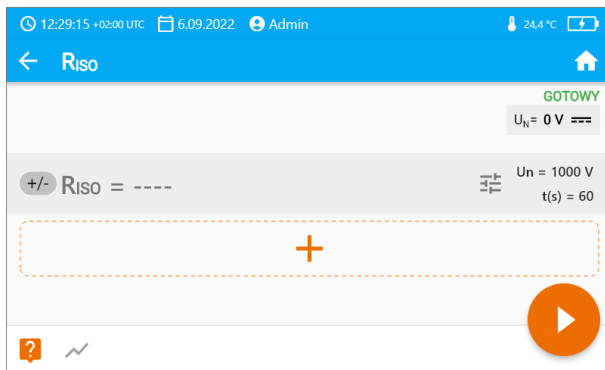 12:29:15 +02:00 UTC 6.09.2022 Admin 24,4 °C
RISO
GOTOWY
UN= 0 V
+/- RISO = ----
Un = 1000 V
t(s) = 60
+
?